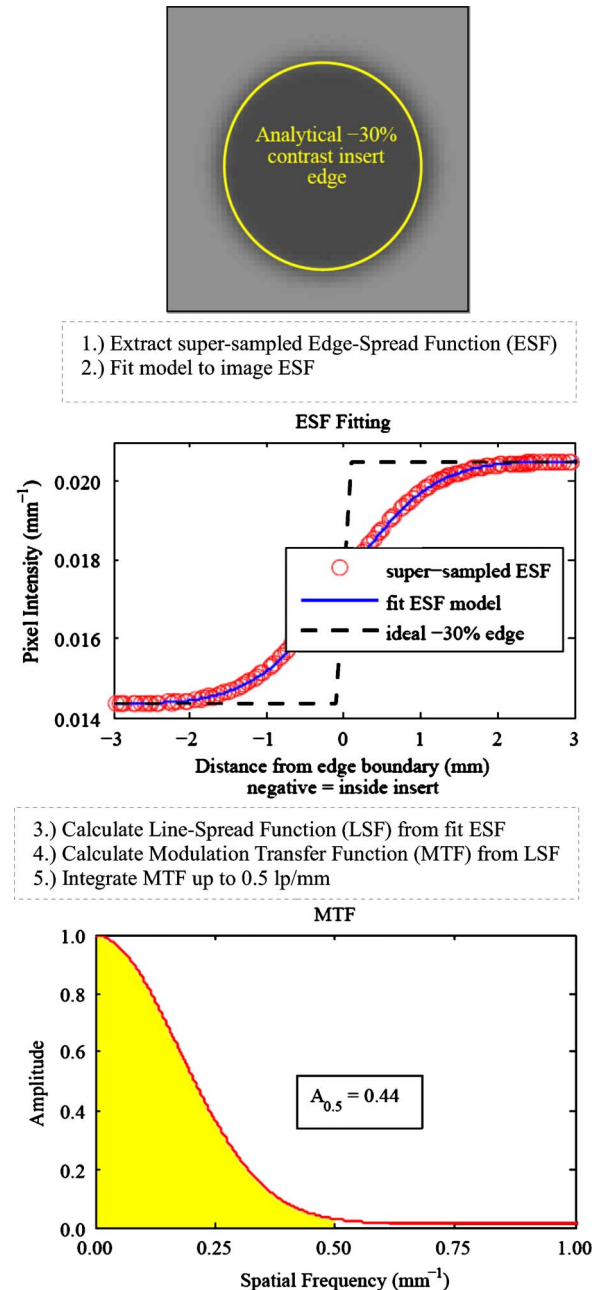 Analytical −30%
contrast insert
edge
1.) Extract super-sampled Edge-Spread Function (ESF)
2.) Fit model to image ESF
ESF Fitting
Pixel Intensity (mm⁻¹)
0.020
0.018
0.016
0.014
super−sampled ESF
fit ESF model
ideal −30% edge
−3 −2 −1 0 1 2 3
Distance from edge boundary (mm)
negative = inside insert
3.) Calculate Line-Spread Function (LSF) from fit ESF
4.) Calculate Modulation Transfer Function (MTF) from LSF
5.) Integrate MTF up to 0.5 lp/mm
MTF
Amplitude
1.0
0.8
0.6
0.4
0.2
0.0
A₀.₅ = 0.44
0.00 0.25 0.50 0.75 1.00
Spatial Frequency (mm⁻¹)